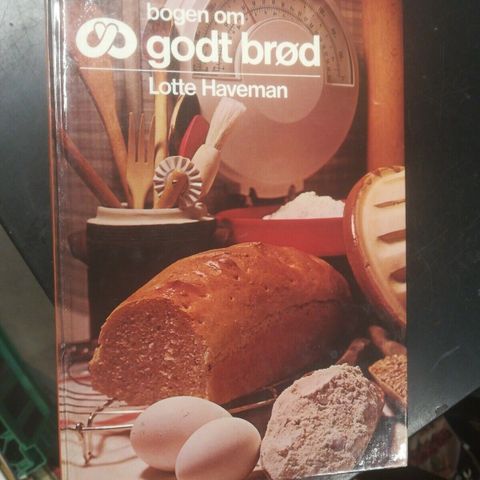 bogen om
godt brød
Lotte Haveman